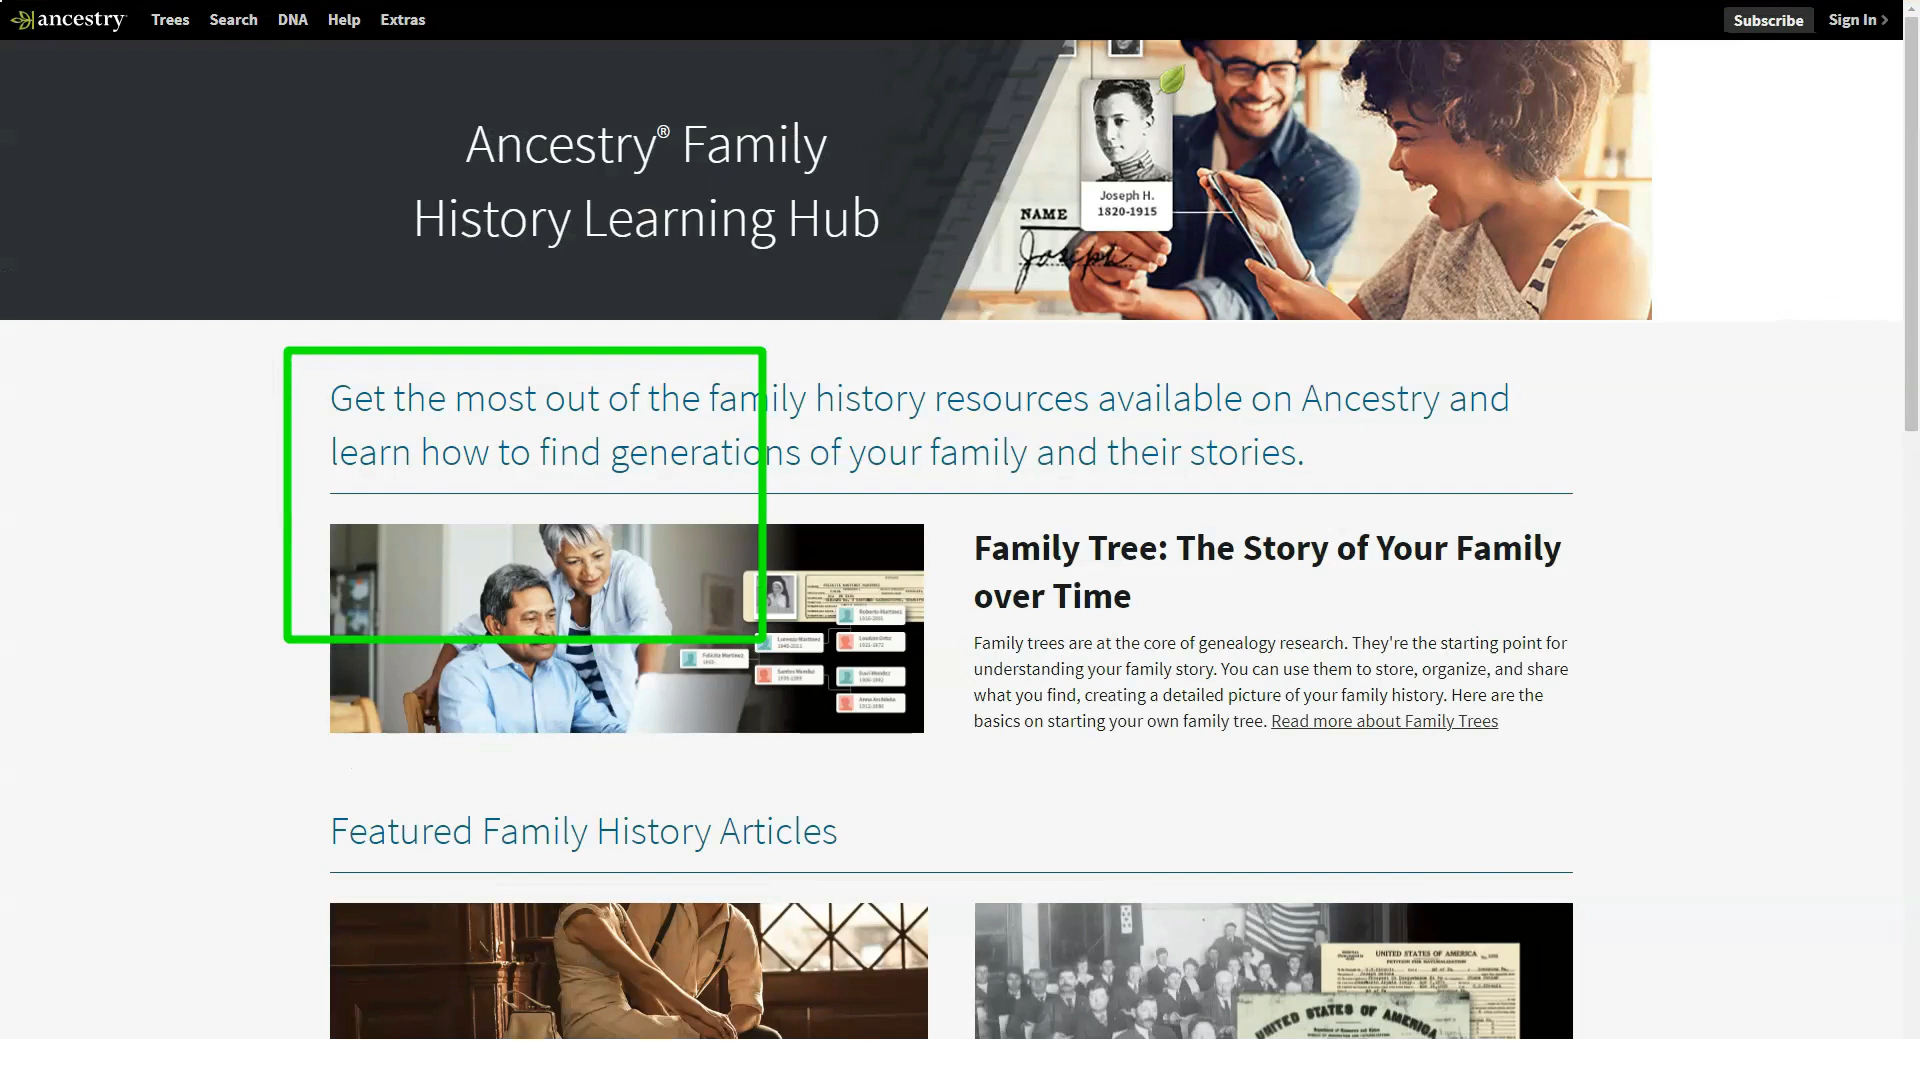 ancestry Trees Search DNA Help Extras Subscribe Sign In >
Ancestry® Family
History Learning Hub
Joseph H.
1820-1915
NAME
Joseph
Get the most out of the family history resources available on Ancestry and
learn how to find generations of your family and their stories.
Family Tree: The Story of Your Family
over Time
Family trees are at the core of genealogy research. They're the starting point for
understanding your family story. You can use them to store, organize, and share
what you find, creating a detailed picture of your family history. Here are the
basics on starting your own family tree. Read more about Family Trees
Featured Family History Articles
UNITED STATES OF AMERICA
PETITION FOR NATURALIZATION
UNITED STATES OF AMERICA